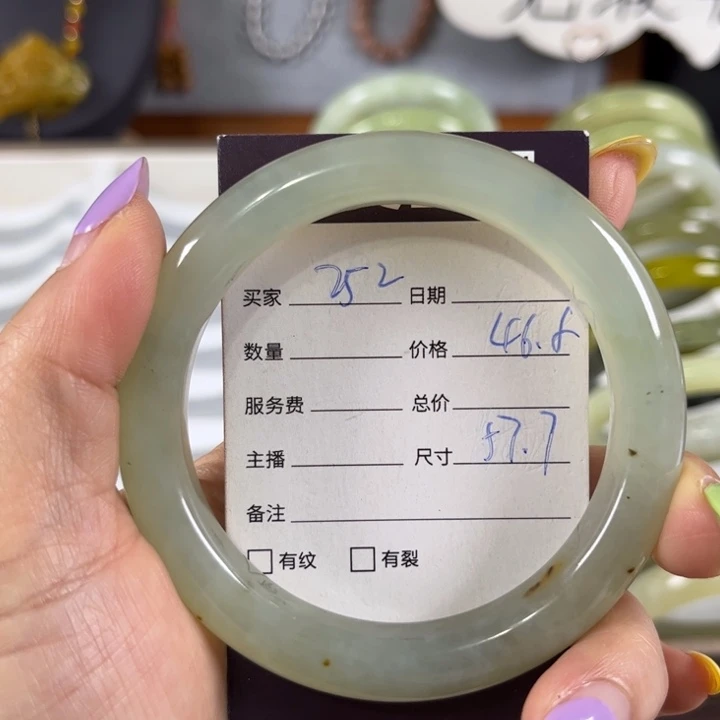 买家 252 日期
数量 价格 46.8
服务费 总价
主播 尺寸 57.7
备注
有纹 有裂